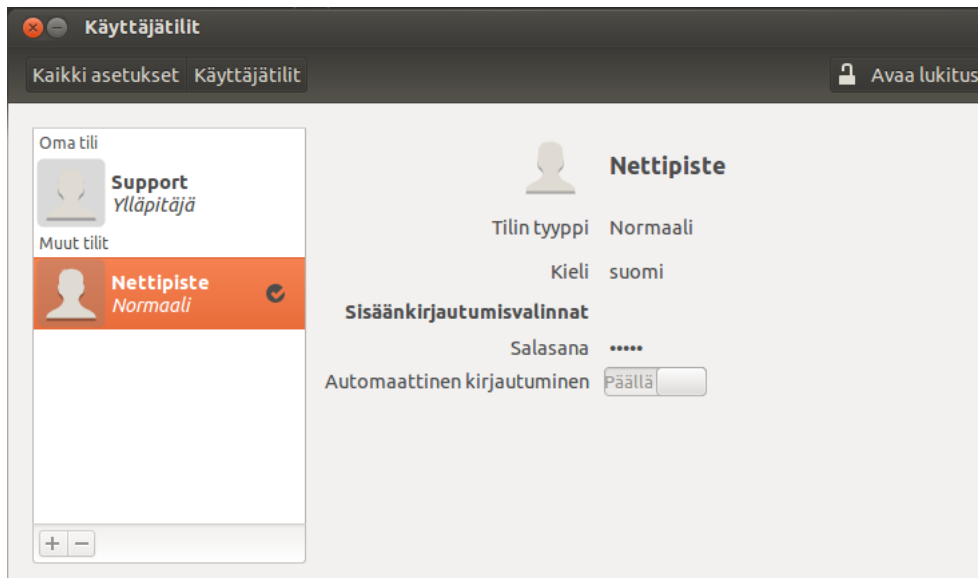 Käyttäjätilit
Kaikki asetukset Käyttäjätilit Avaa lukitus
Oma tili
Support
Ylläpitäjä
Muut tilit
Nettipiste
Normaali
Nettipiste
Tilin tyyppi Normaali
Kieli suomi
Sisäänkirjautumisvalinnat
Salasana •••••
Automaattinen kirjautuminen Päällä